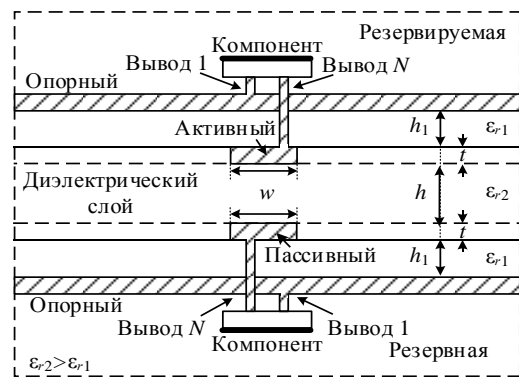 Резервируемая
Компонент
Вывод 1
Вывод N
Опорный
Активный
h1
εr1
t
Диэлектрический
слой
w
h
εr2
t
Пассивный
h1
εr1
Опорный
Вывод N
Вывод 1
Компонент
Резервная
εr2>εr1